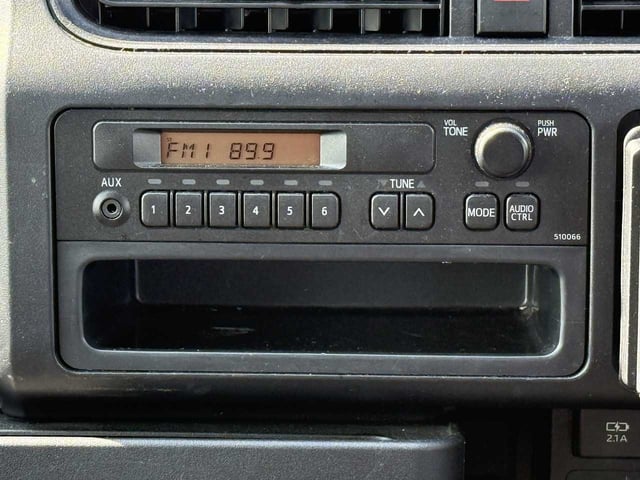 FM1 89.9
VOL
TONE
PUSH
PWR
AUX
1 2 3 4 5 6
TUNE
MODE
AUDIO
CTRL
510066
2.1A